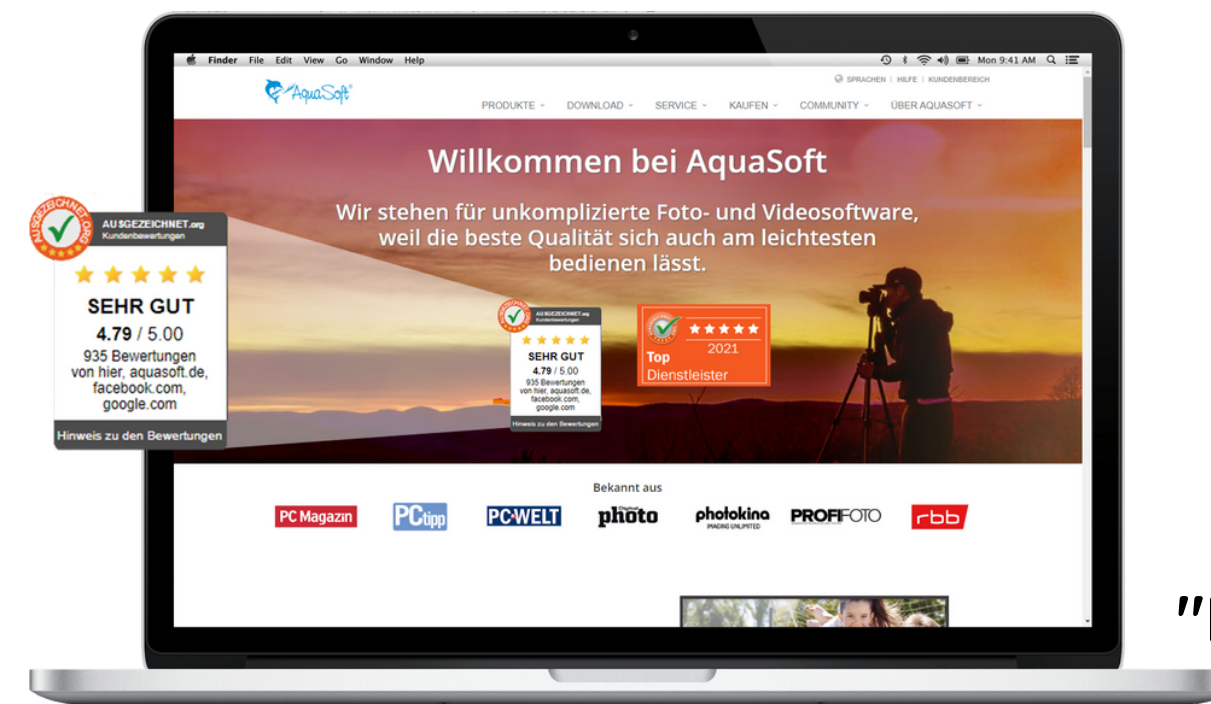 Finder File Edit View Go Window Help
Mon 9:41 AM
AquaSoft®
SPRACHEN | HILFE | KUNDENBEREICH
PRODUKTE DOWNLOAD SERVICE KAUFEN COMMUNITY ÜBER AQUASOFT
Willkommen bei AquaSoft
Wir stehen für unkomplizierte Foto- und Videosoftware,
weil die beste Qualität sich auch am leichtesten
bedienen lässt.
AUSGEZEICHNET.ORG
AUSGEZEICHNET.org
Kundenbewertungen
SEHR GUT
4.79 / 5.00
935 Bewertungen
von hier, aquasoft.de,
facebook.com,
google.com
Hinweis zu den Bewertungen
AUSGEZEICHNET.org
Kundenbewertungen
SEHR GUT
4.79 / 5.00
935 Bewertungen
von hier, aquasoft.de,
facebook.com,
google.com
Hinweis zu den Bewertungen
2021
Top
Dienstleister
Bekannt aus
PC Magazin
PCtipp
PC WELT
Digital photo
photokina
IMAGING UNLIMITED
PROFIFOTO
rbb
"